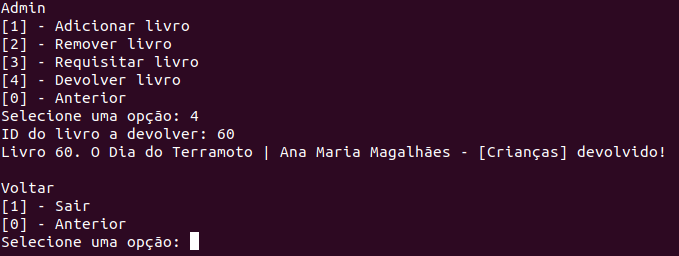 Admin
[1] - Adicionar livro
[2] - Remover livro
[3] - Requisitar livro
[4] - Devolver livro
[0] - Anterior
Selecione uma opção: 4
ID do livro a devolver: 60
Livro 60. O Dia do Terramoto | Ana Maria Magalhães - [Crianças] devolvido!
Voltar
[1] - Sair
[0] - Anterior
Selecione uma opção: